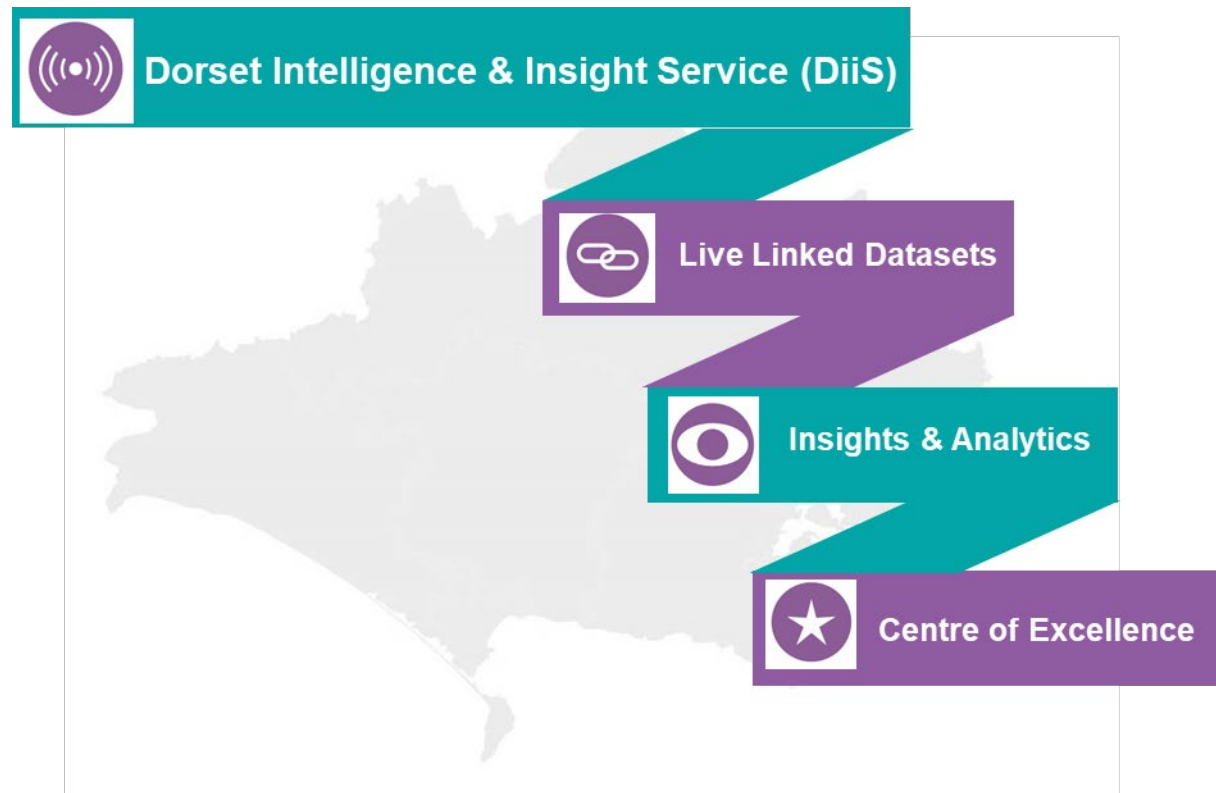 Dorset Intelligence & Insight Service (DiiS)
Live Linked Datasets
Insights & Analytics
Centre of Excellence